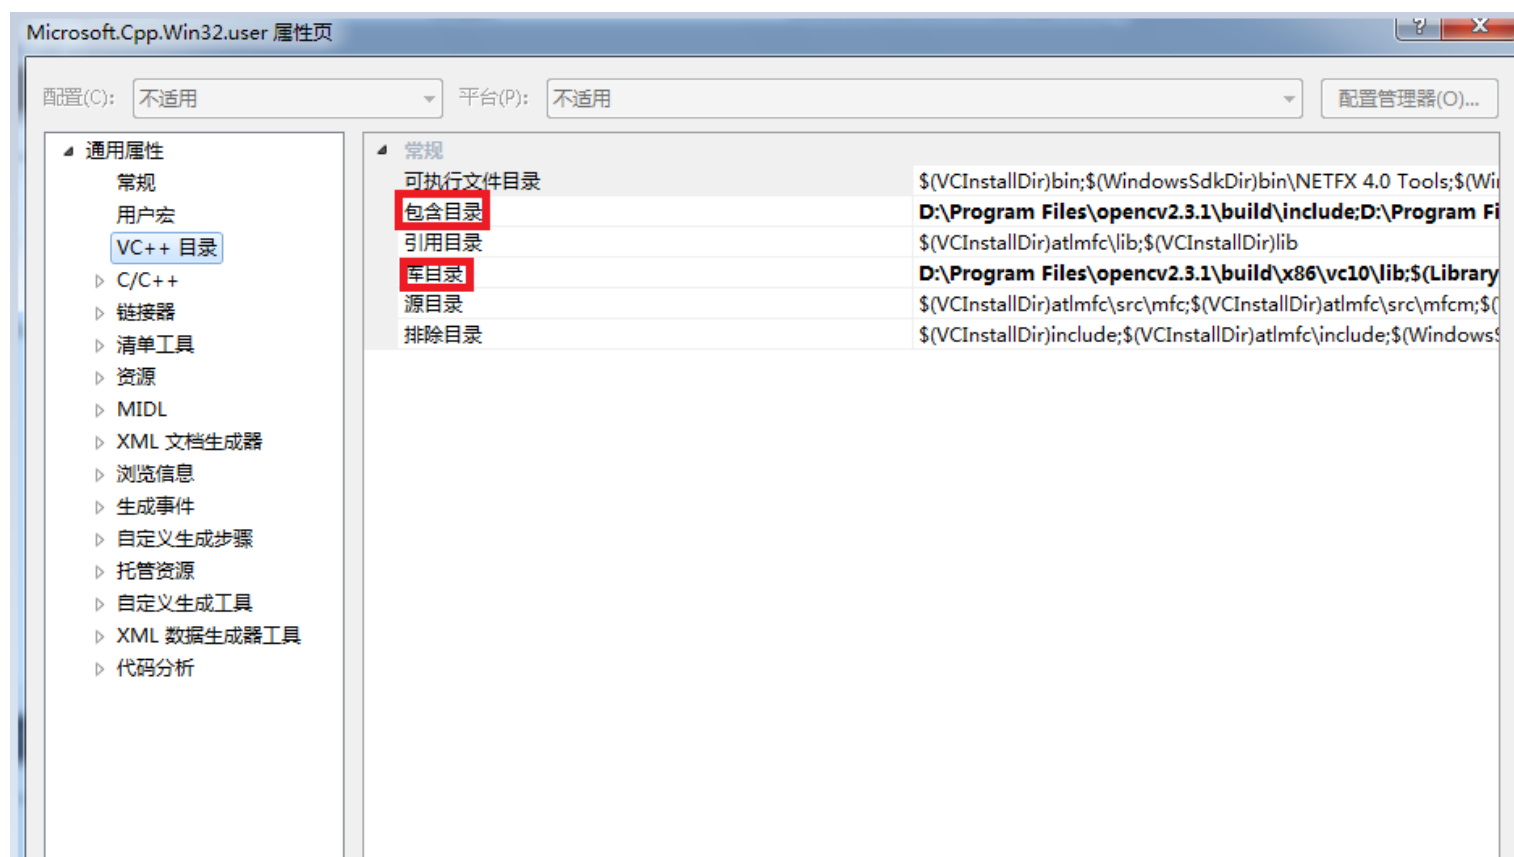 Microsoft.Cpp.Win32.user 属性页
配置(C): 不适用 平台(P): 不适用 配置管理器(O)...
通用属性
常规
用户宏
VC++ 目录
C/C++
链接器
清单工具
资源
MIDL
XML 文档生成器
浏览信息
生成事件
自定义生成步骤
托管资源
自定义生成工具
XML 数据生成器工具
代码分析
常规
可执行文件目录 $(VCInstallDir)bin;$(WindowsSdkDir)bin\NETFX 4.0 Tools;$(Wi
包含目录 D:\Program Files\opencv2.3.1\build\include;D:\Program Fi
引用目录 $(VCInstallDir)atlmfc\lib;$(VCInstallDir)lib
库目录 D:\Program Files\opencv2.3.1\build\x86\vc10\lib;$(Library
源目录 $(VCInstallDir)atlmfc\src\mfc;$(VCInstallDir)atlmfc\src\mfcm;$(
排除目录 $(VCInstallDir)include;$(VCInstallDir)atlmfc\include;$(Windows